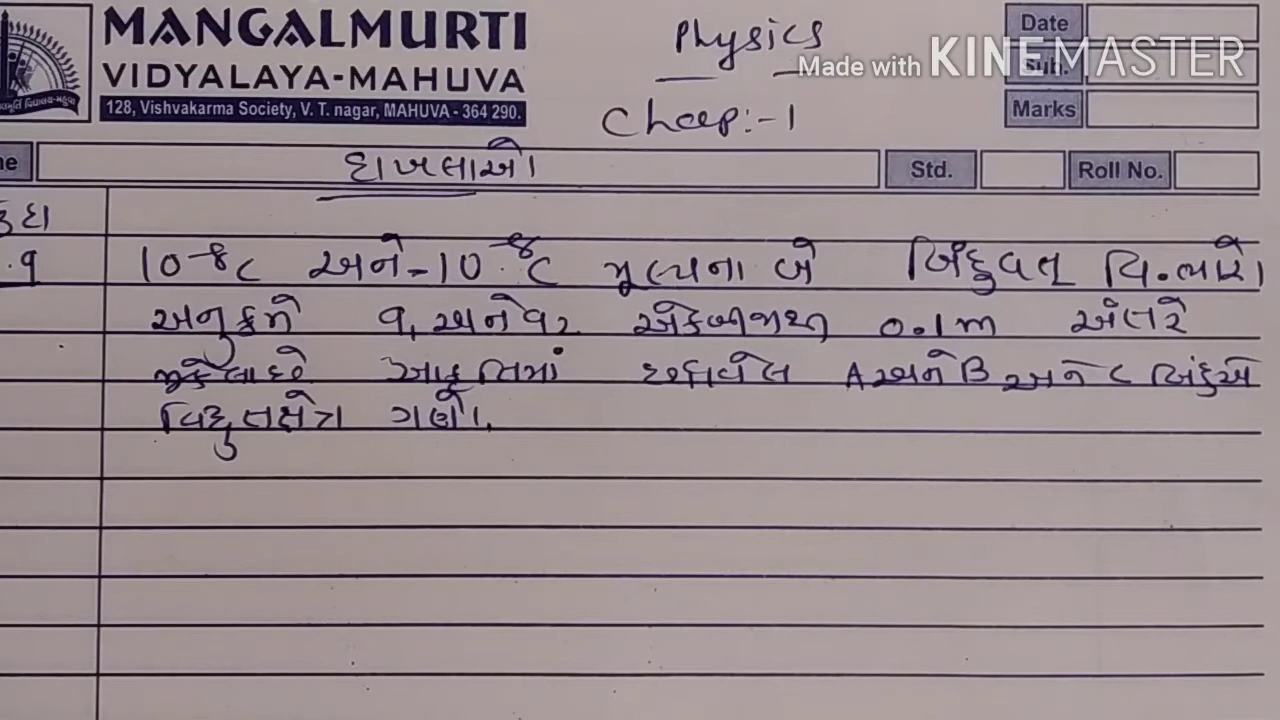 MANGALMURTI
VIDYALAYA-MAHUVA
128, Vishvakarma Society, V. T. nagar, MAHUVA - 364 290.
Physics
Chap:-1
Made with KINEMASTER
Date
Sub.
Marks
દાખલાઓ
Std.
Roll No.
10⁻⁸C અને -10⁻⁸C મૂલ્યના બે બિંદુવત્ વિ.ભારો
અનુક્રમે q₁ અને q₂ એકબીજાથી 0.1m અંતરે
મૂકેલા છે આકૃતિમાં દર્શાવેલ A અને B અને C બિંદુએ
વિદ્યુતક્ષેત્ર ગણો.